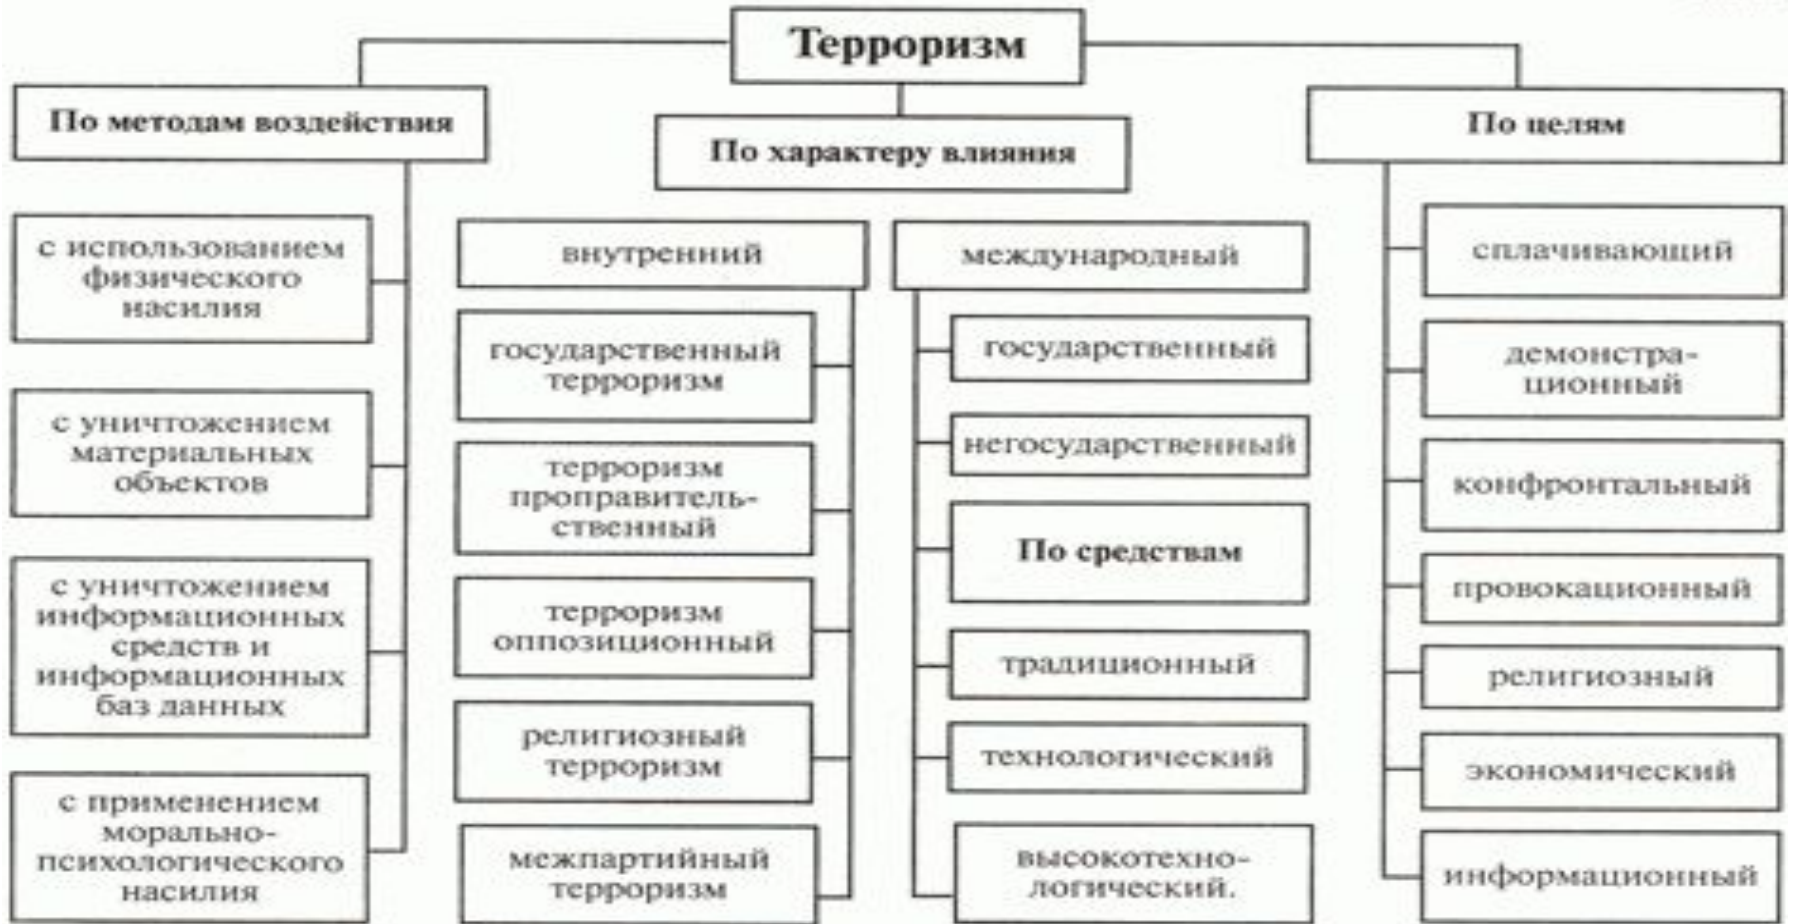 Терроризм
По методам воздействия
с использованием
физического
насилия
с уничтожением
материальных
объектов
с уничтожением
информационных
средств и
информационных
баз данных
с применением
морально-
психологического
насилия
По характеру влияния
внутренний
государственный
терроризм
терроризм
проправитель-
ственный
терроризм
оппозиционный
религиозный
терроризм
межпартийный
терроризм
международный
государственный
негосударственный
По средствам
традиционный
технологический
высокотехно-
логический.
По целям
сплачивающий
демонстра-
ционный
конфронтальный
провокационный
религиозный
экономический
информационный